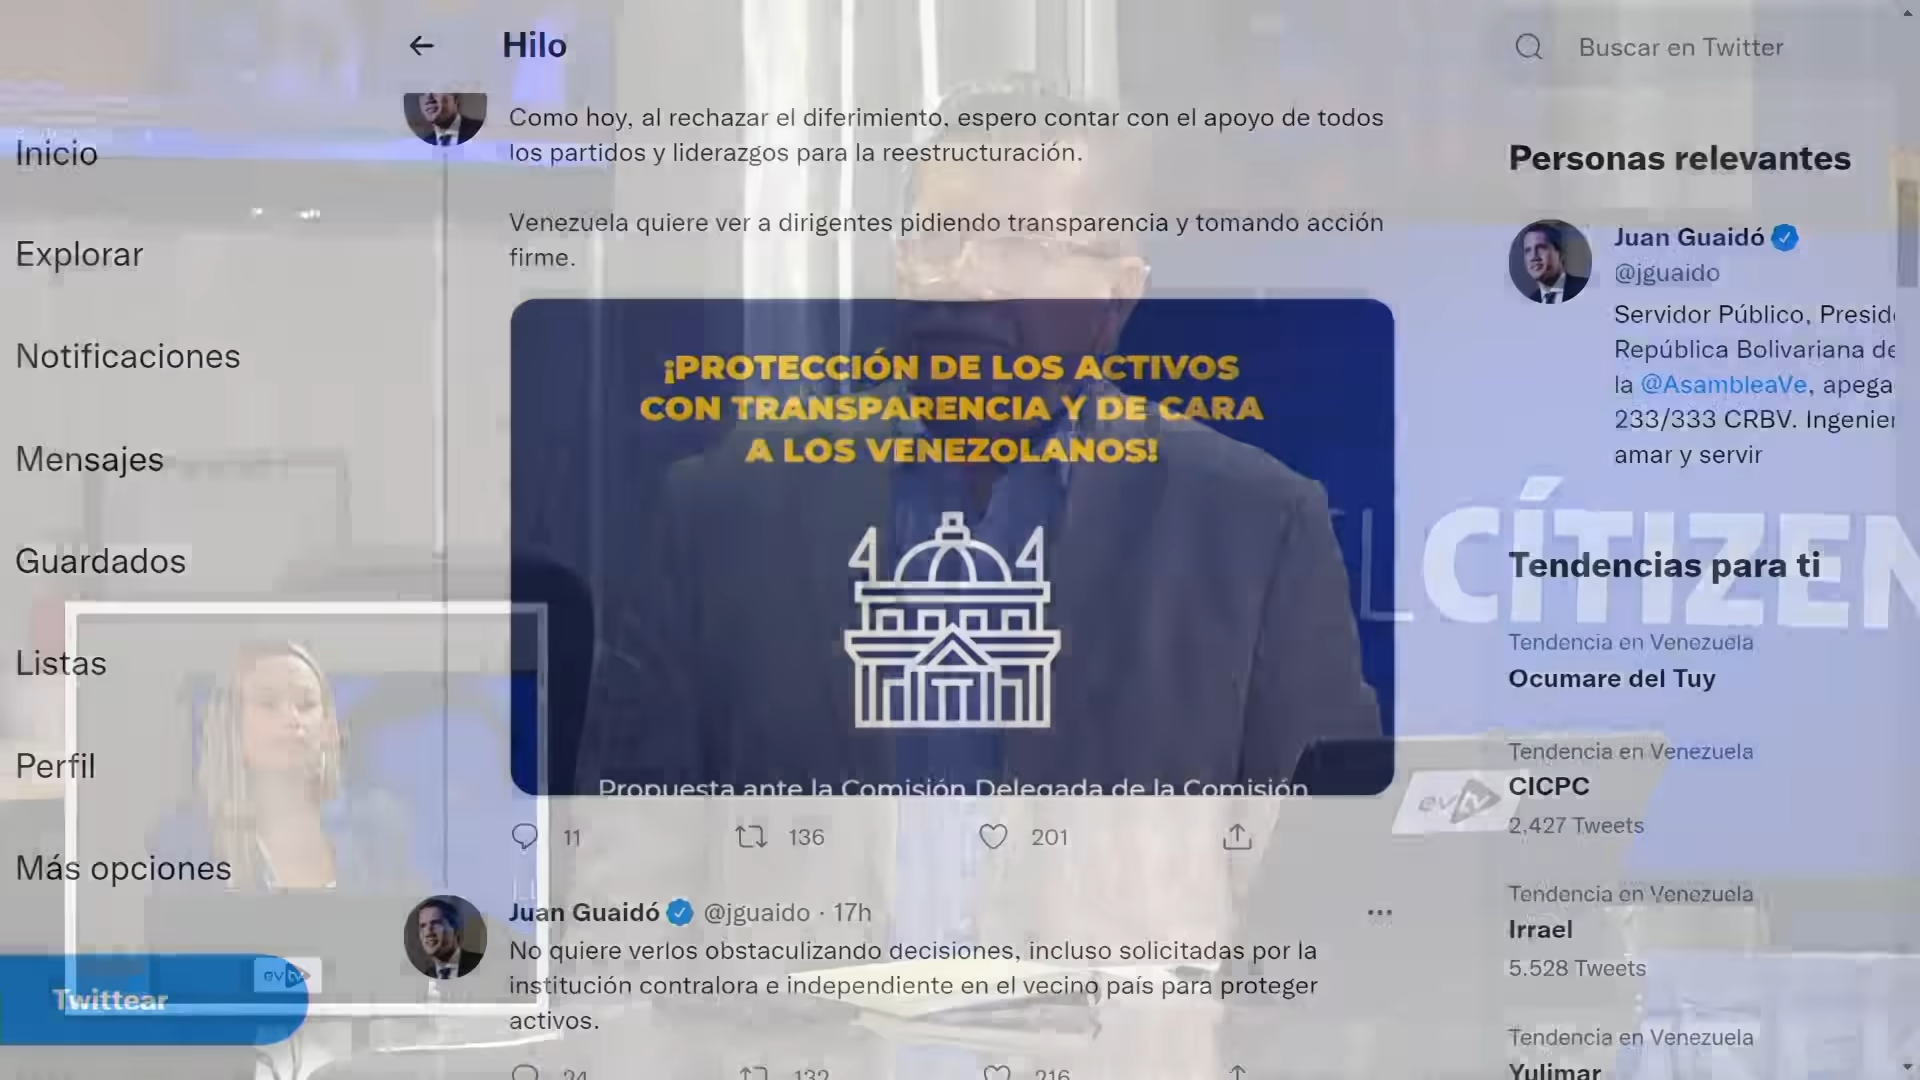 Hilo
Buscar en Twitter
Inicio
Explorar
Notificaciones
Mensajes
Guardados
Listas
Perfil
Más opciones
Twittear
evtv
Como hoy, al rechazar el diferimiento, espero contar con el apoyo de todos
los partidos y liderazgos para la reestructuración.
Venezuela quiere ver a dirigentes pidiendo transparencia y tomando acción
firme.
¡PROTECCIÓN DE LOS ACTIVOS
CON TRANSPARENCIA Y DE CARA
A LOS VENEZOLANOS!
Propuesta ante la Comisión Delegada de la Comisión
11
136
201
Juan Guaidó @jguaido · 17h
No quiere verlos obstaculizando decisiones, incluso solicitadas por la
institución contralora e independiente en el vecino país para proteger
activos.
24
132
216
Personas relevantes
Juan Guaidó
@jguaido
Servidor Público, Preside
República Bolivariana de
la @AsambleaVe, apega
233/333 CRBV. Ingenier
amar y servir
CÍTIZEN
Tendencias para ti
Tendencia en Venezuela
Ocumare del Tuy
Tendencia en Venezuela
CICPC
2,427 Tweets
evtv
Tendencia en Venezuela
Irrael
5.528 Tweets
Tendencia en Venezuela
Yulimar